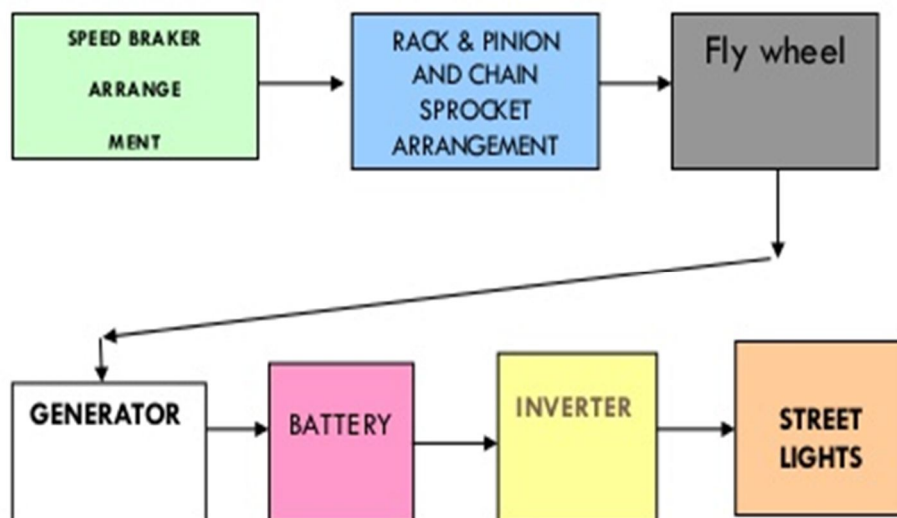 SPEED BRAKER
ARRANGE
MENT
RACK & PINION
AND CHAIN
SPROCKET
ARRANGEMENT
Fly wheel
GENERATOR
BATTERY
INVERTER
STREET
LIGHTS